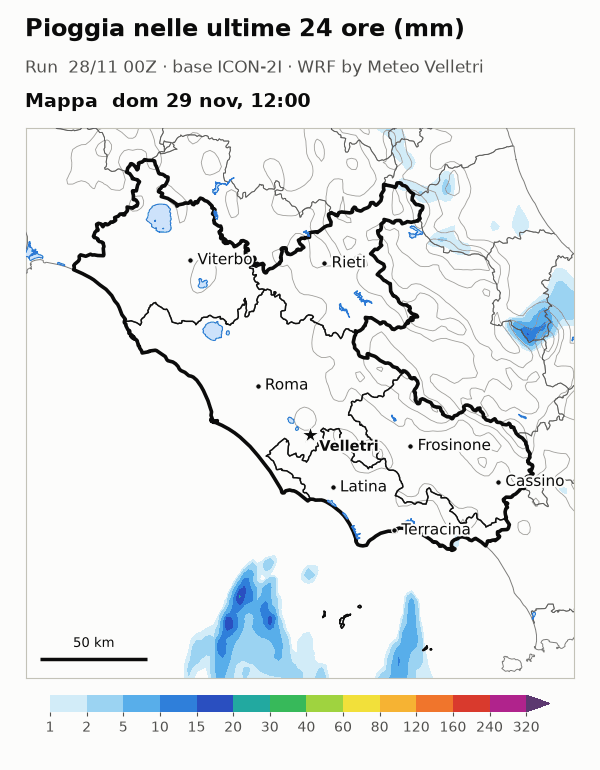 Pioggia nelle ultime 24 ore (mm)
Run  28/11 00Z · base ICON-2I · WRF by Meteo Velletri
Mappa  dom 29 nov, 12:00
Viterbo
Rieti
Roma
Velletri
Frosinone
Latina
Cassino
Terracina
50 km
1 2 5 10 15 20 30 40 60 80 120 160 240 320